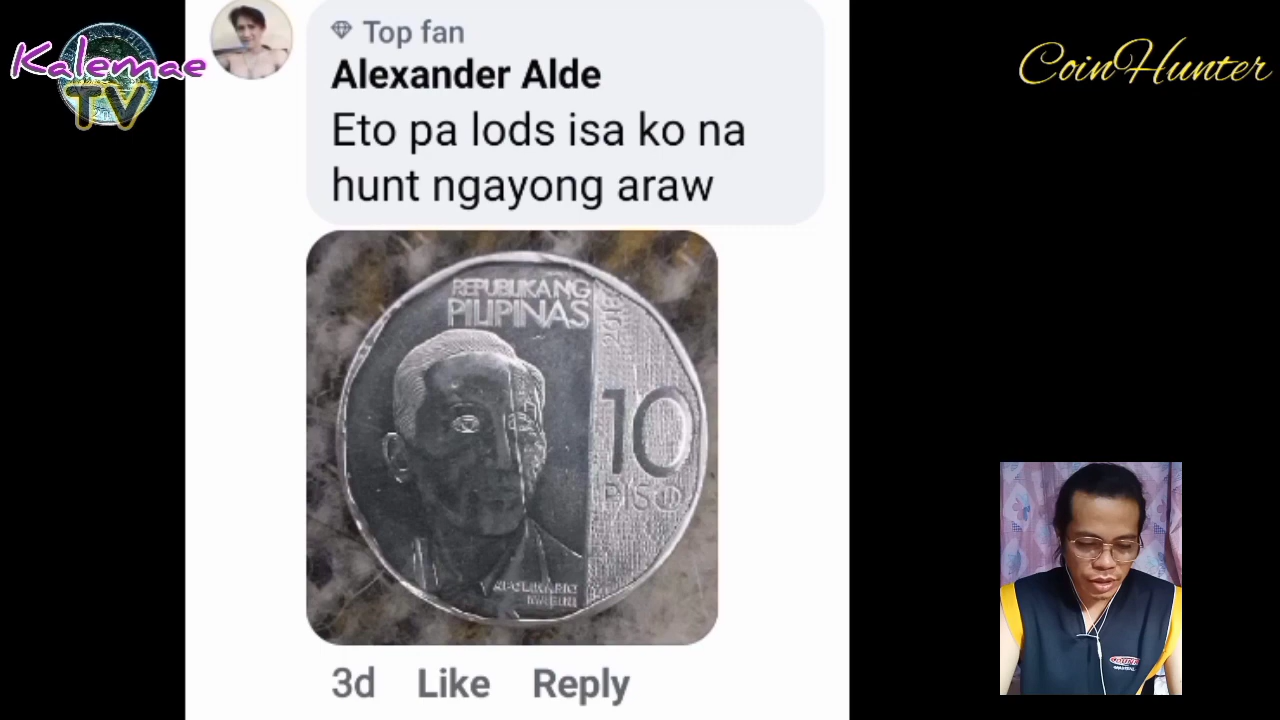 Kalemae
TV
CoinHunter
Top fan
Alexander Alde
Eto pa lods isa ko na
hunt ngayong araw
REPUBLIKANG
PILIPINAS
2018
10
PISO
3d Like Reply